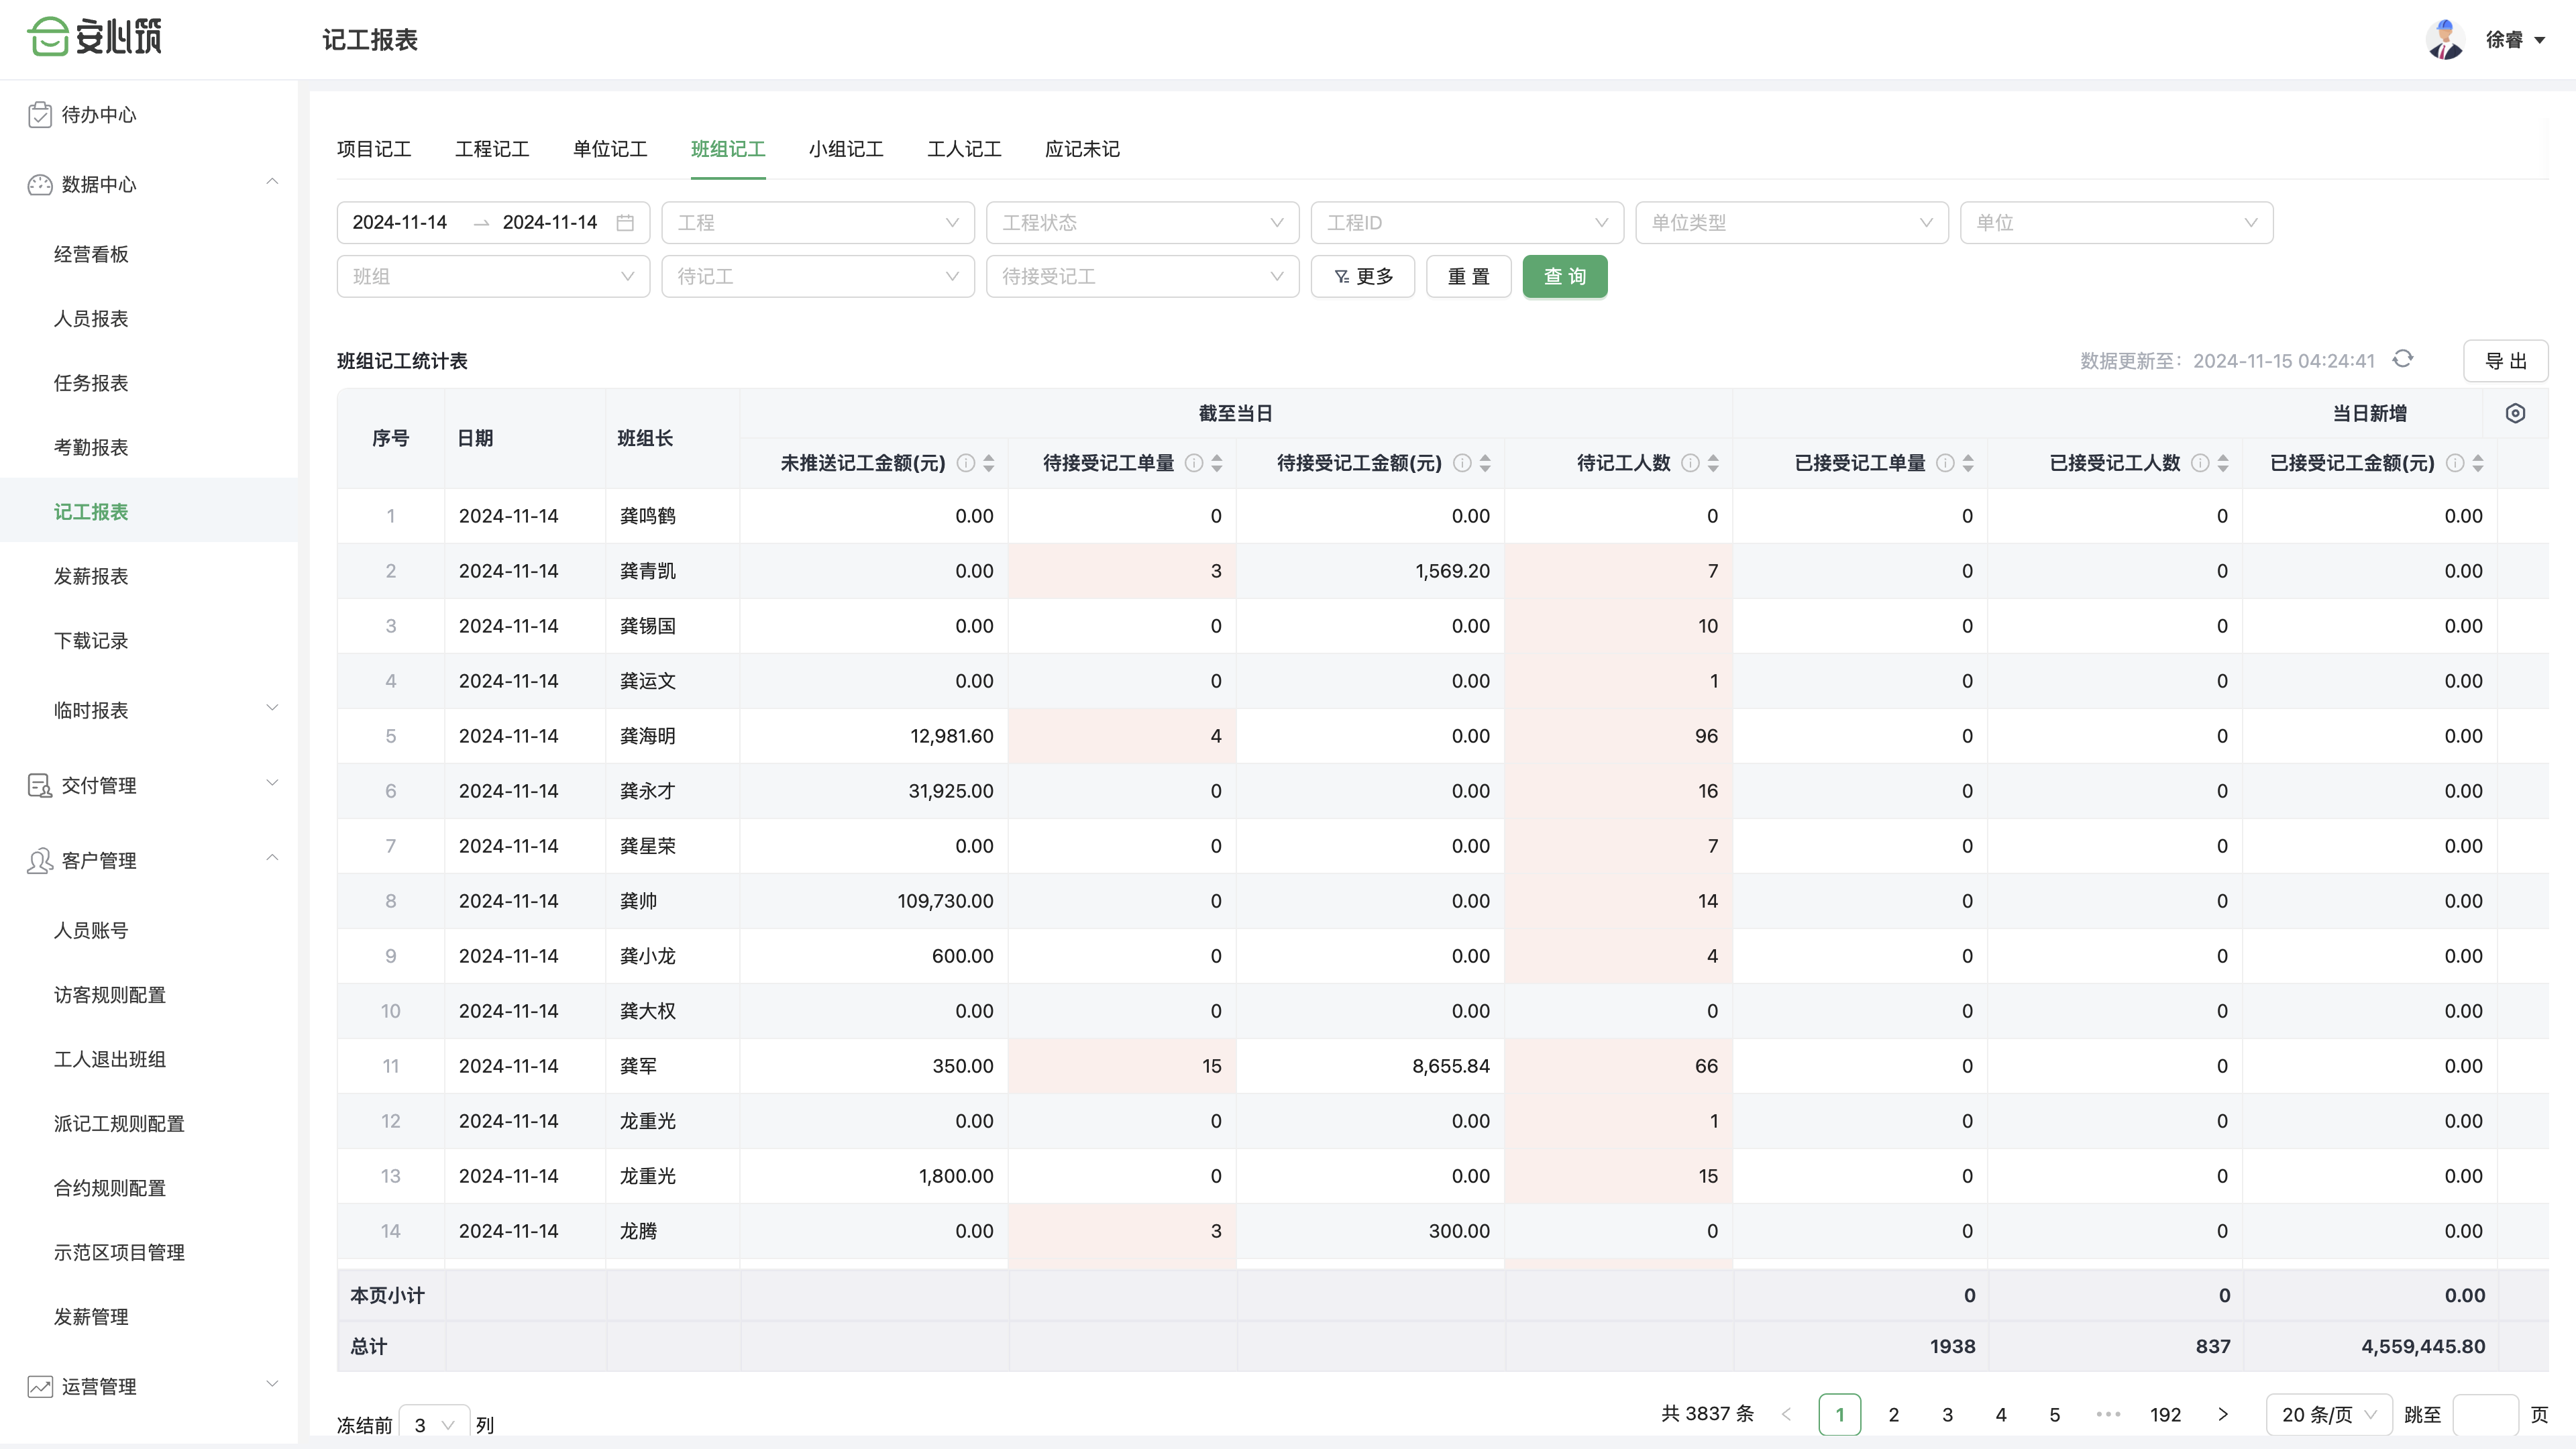 安心筑
记工报表
徐睿
待办中心
数据中心
经营看板
人员报表
任务报表
考勤报表
记工报表
发薪报表
下载记录
临时报表
交付管理
客户管理
人员账号
访客规则配置
工人退出班组
派记工规则配置
合约规则配置
示范区项目管理
发薪管理
运营管理
项目记工 工程记工 单位记工 班组记工 小组记工 工人记工 应记未记
2024-11-14 → 2024-11-14 工程 工程状态 工程ID 单位类型 单位
班组 待记工 待接受记工 更多 重 置 查 询
班组记工统计表 数据更新至：2024-11-15 04:24:41 导 出
序号 日期 班组长 截至当日 当日新增
未推送记工金额(元) 待接受记工单量 待接受记工金额(元) 待记工人数 已接受记工单量 已接受记工人数 已接受记工金额(元)
1 2024-11-14 龚鸣鹤 0.00 0 0.00 0 0 0 0.00
2 2024-11-14 龚青凯 0.00 3 1,569.20 7 0 0 0.00
3 2024-11-14 龚锡国 0.00 0 0.00 10 0 0 0.00
4 2024-11-14 龚运文 0.00 0 0.00 1 0 0 0.00
5 2024-11-14 龚海明 12,981.60 4 0.00 96 0 0 0.00
6 2024-11-14 龚永才 31,925.00 0 0.00 16 0 0 0.00
7 2024-11-14 龚星荣 0.00 0 0.00 7 0 0 0.00
8 2024-11-14 龚帅 109,730.00 0 0.00 14 0 0 0.00
9 2024-11-14 龚小龙 600.00 0 0.00 4 0 0 0.00
10 2024-11-14 龚大权 0.00 0 0.00 0 0 0 0.00
11 2024-11-14 龚军 350.00 15 8,655.84 66 0 0 0.00
12 2024-11-14 龙重光 0.00 0 0.00 1 0 0 0.00
13 2024-11-14 龙重光 1,800.00 0 0.00 15 0 0 0.00
14 2024-11-14 龙腾 0.00 3 300.00 0 0 0 0.00
本页小计 0 0 0.00
总计 1938 837 4,559,445.80
冻结前 3 列 共 3837 条 < 1 2 3 4 5 ••• 192 > 20 条/页 跳至 页